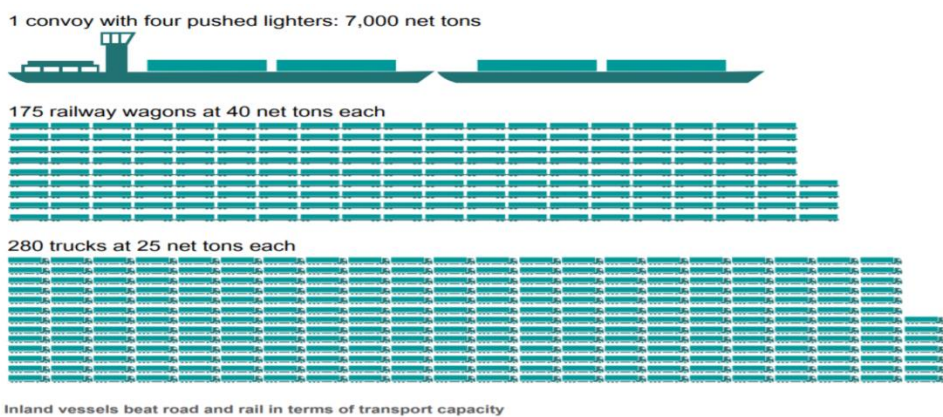 1 convoy with four pushed lighters: 7,000 net tons
175 railway wagons at 40 net tons each
280 trucks at 25 net tons each
Inland vessels beat road and rail in terms of transport capacity